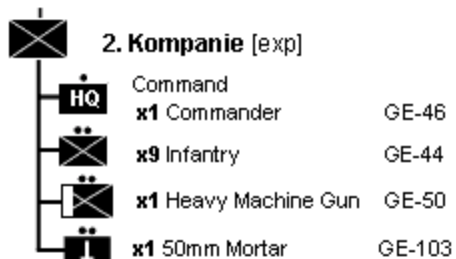 2. Kompanie [exp]
HQ Command
x1 Commander GE-46
x9 Infantry GE-44
x1 Heavy Machine Gun GE-50
x1 50mm Mortar GE-103